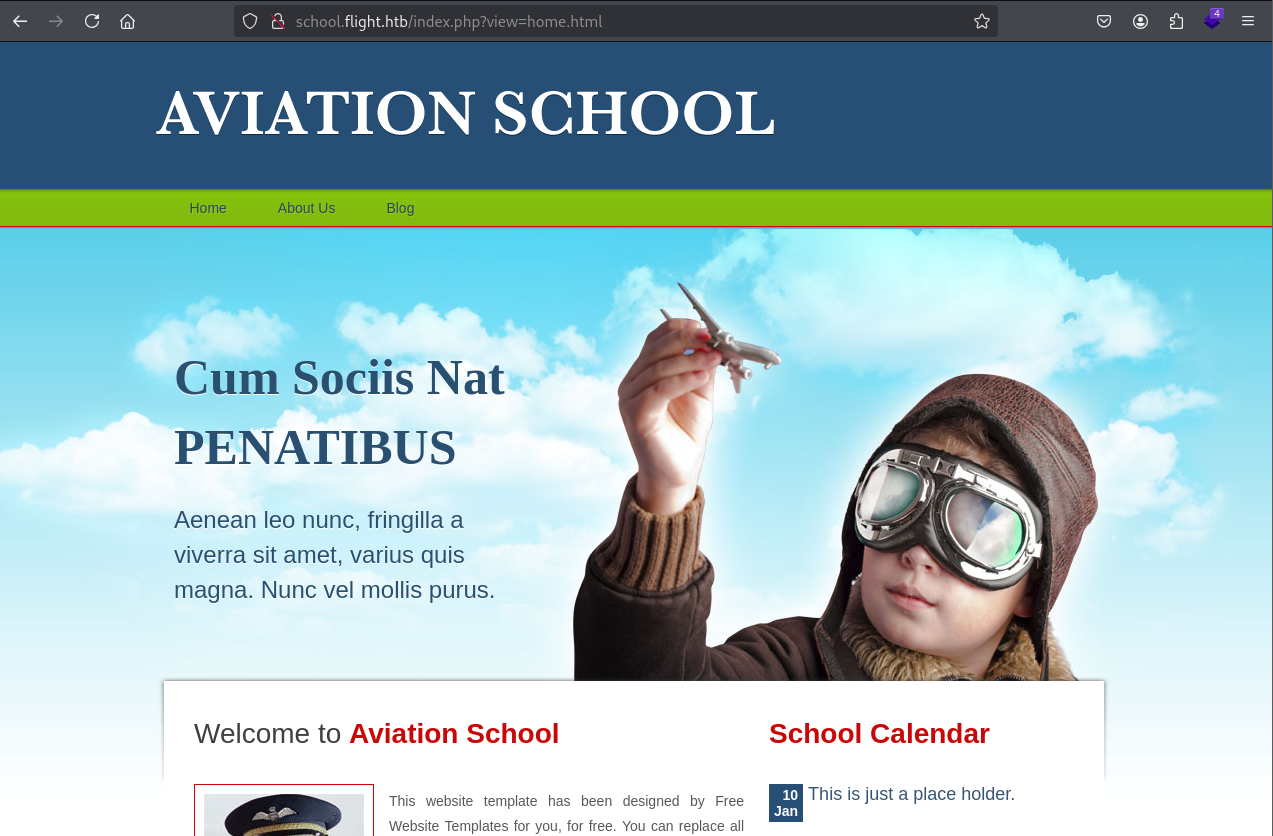 school.flight.htb/index.php?view=home.html
4
AVIATION SCHOOL
Home About Us Blog
Cum Sociis Nat
PENATIBUS
Aenean leo nunc, fringilla a
viverra sit amet, varius quis
magna. Nunc vel mollis purus.
Welcome to Aviation School
This website template has been designed by Free
Website Templates for you, for free. You can replace all
School Calendar
10
Jan
This is just a place holder.